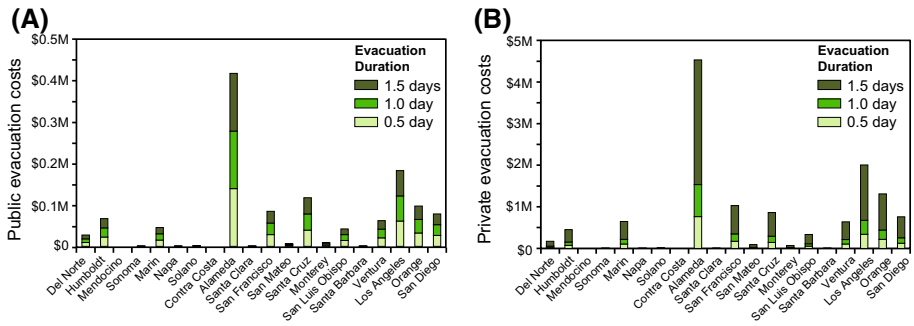 (A)
Public evacuation costs
$0.5M
$0.4M
$0.3M
$0.2M
$0.1M
$0
Evacuation
Duration
1.5 days
1.0 day
0.5 day
Del Norte
Humboldt
Mendocino
Sonoma
Marin
Napa
Solano
Contra Costa
Alameda
Santa Clara
San Francisco
San Mateo
Santa Cruz
Monterey
San Luis Obispo
Santa Barbara
Ventura
Los Angeles
Orange
San Diego
(B)
Private evacuation costs
$5M
$4M
$3M
$2M
$1M
$0
Evacuation
Duration
1.5 days
1.0 day
0.5 day
Del Norte
Humboldt
Mendocino
Sonoma
Marin
Napa
Solano
Contra Costa
Alameda
Santa Clara
San Francisco
San Mateo
Santa Cruz
Monterey
San Luis Obispo
Santa Barbara
Ventura
Los Angeles
Orange
San Diego